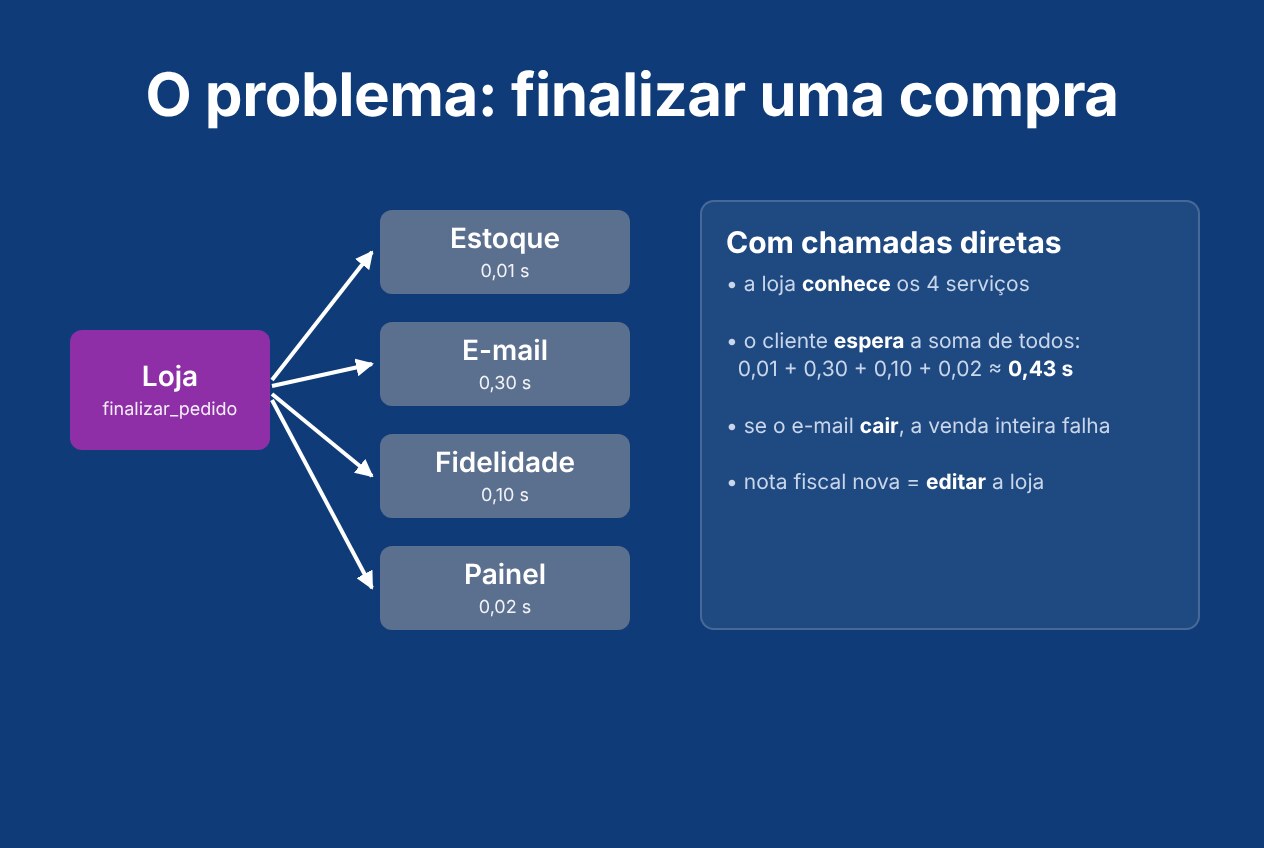 O problema: finalizar uma compra
Loja
finalizar_pedido
Estoque
0,01 s
E-mail
0,30 s
Fidelidade
0,10 s
Painel
0,02 s
Com chamadas diretas
• a loja conhece os 4 serviços
• o cliente espera a soma de todos:
0,01 + 0,30 + 0,10 + 0,02 ≈ 0,43 s
• se o e-mail cair, a venda inteira falha
• nota fiscal nova = editar a loja